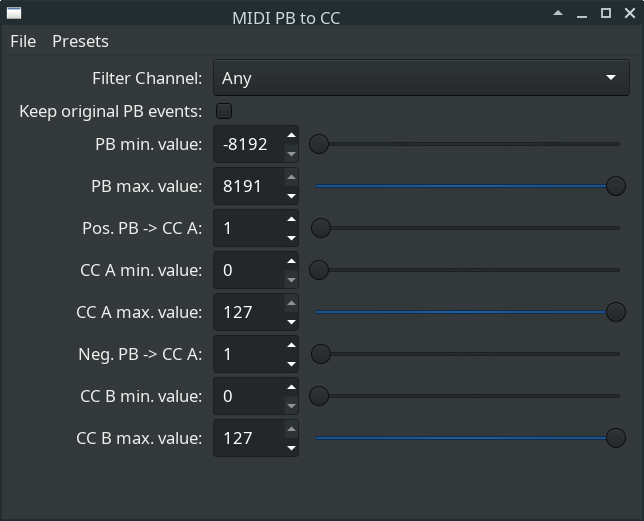 MIDI PB to CC
File Presets
Filter Channel: Any
Keep original PB events:
PB min. value: -8192
PB max. value: 8191
Pos. PB -> CC A: 1
CC A min. value: 0
CC A max. value: 127
Neg. PB -> CC A: 1
CC B min. value: 0
CC B max. value: 127